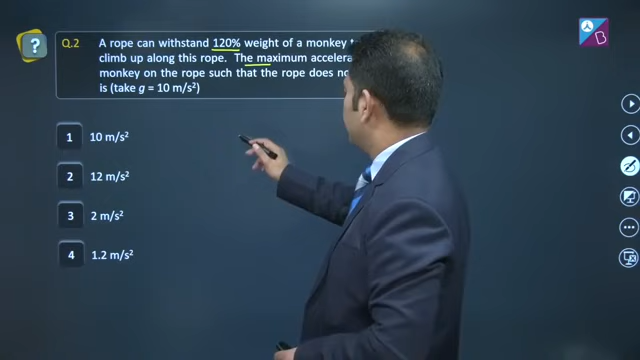 Q.2 A rope can withstand 120% weight of a monkey
climb up along this rope. The maximum accelera
monkey on the rope such that the rope does no
is (take g = 10 m/s²)
1 10 m/s²
2 12 m/s²
3 2 m/s²
4 1.2 m/s²
A
B